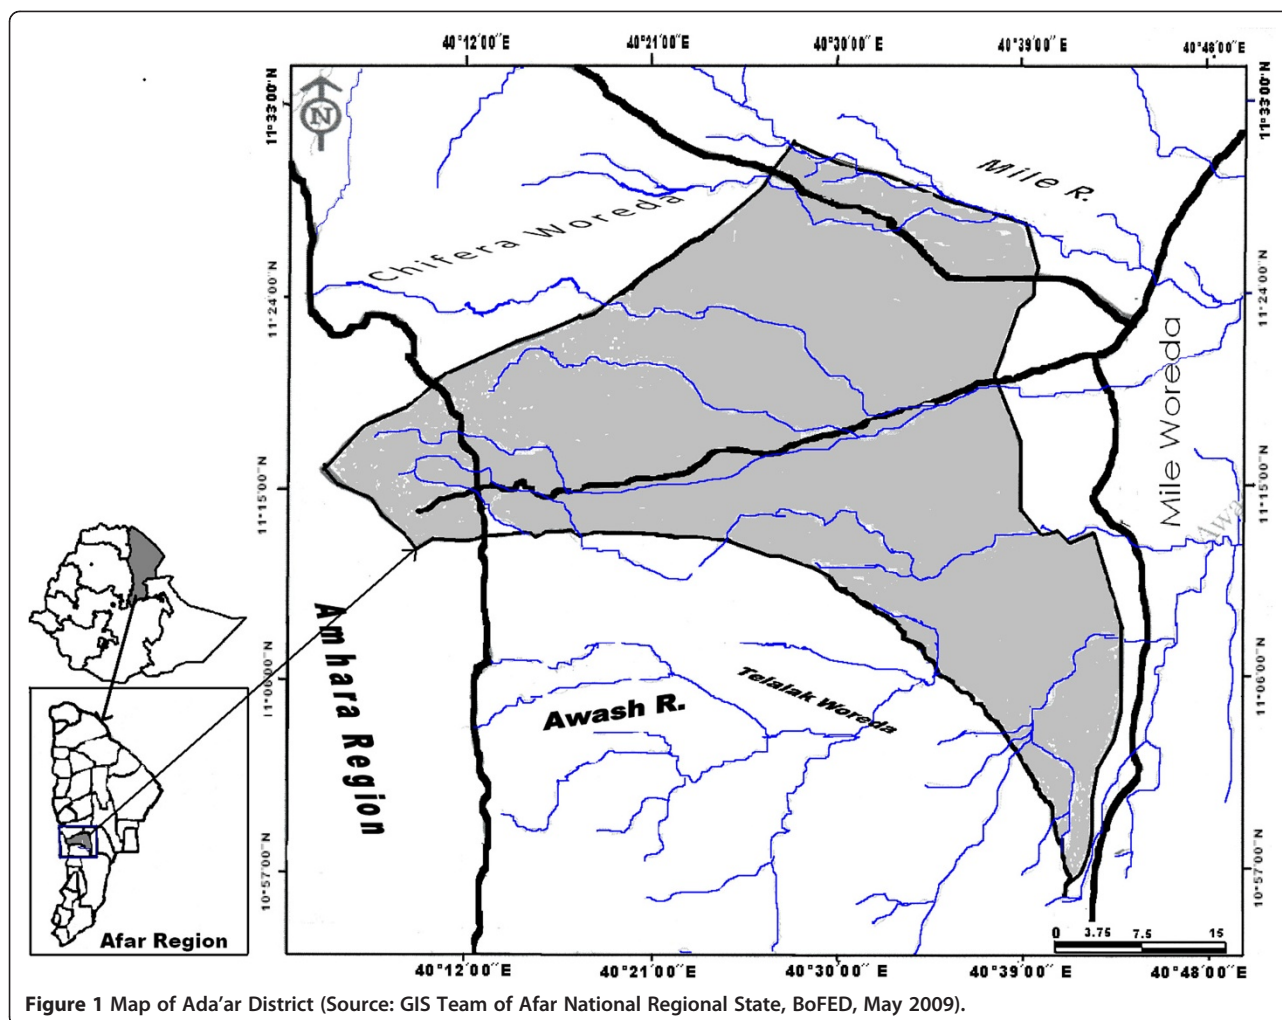 40°12'00''E 40°21'00''E 40°30'00''E 40°39'00''E 40°46'00''E
11°33'00''N
11°33'00''N
N
Mile R.
Chifera Woreda
11°24'00''N
11°24'00''N
Mile Woreda
11°15'00''N
11°15'00''N
Awa
Amhara Region
11°06'00''N
11°06'00''N
Telalak Woreda
Awash R.
10°57'00''N
10°57'00''N
Afar Region
0 3.75 7.5 15
40°12'00''E 40°21'00''E 40°30'00''E 40°39'00''E 40°48'00''E
Figure 1 Map of Ada'ar District (Source: GIS Team of Afar National Regional State, BoFED, May 2009).